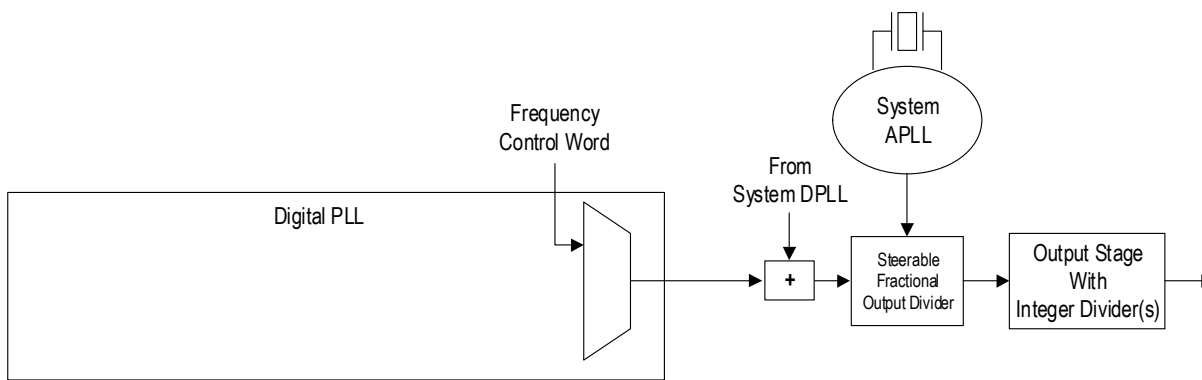 System
APLL
Frequency
Control Word
From
System DPLL
Digital PLL
+
Steerable
Fractional
Output Divider
Output Stage
With
Integer Divider(s)